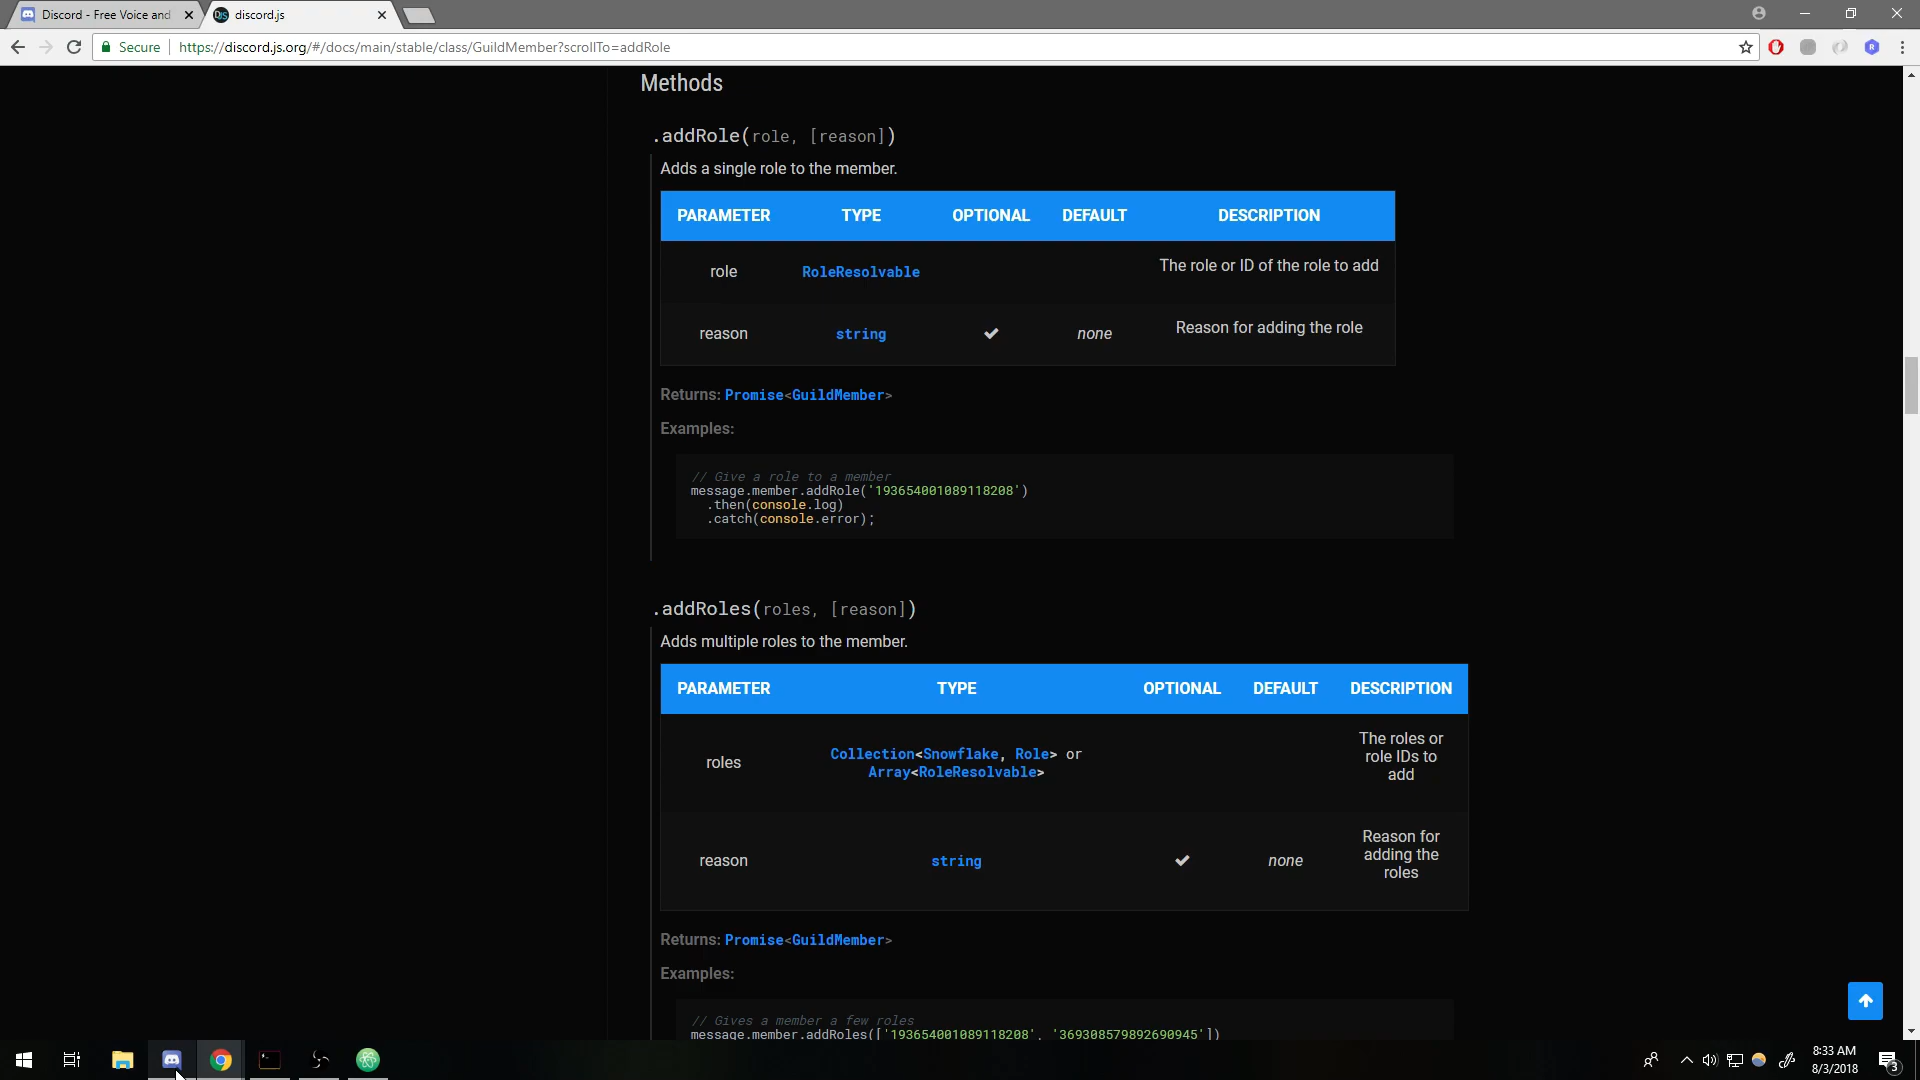 Discord - Free Voice and
discord.js
Secure
https://discord.js.org/#/docs/main/stable/class/GuildMember?scrollTo=addRole
R
Methods
.addRole(role, [reason])
Adds a single role to the member.
PARAMETER TYPE OPTIONAL DEFAULT DESCRIPTION
role RoleResolvable The role or ID of the role to add
reason string none Reason for adding the role
Returns: Promise<GuildMember>
Examples:
// Give a role to a member
message.member.addRole('193654001089118208')
.then(console.log)
.catch(console.error);
.addRoles(roles, [reason])
Adds multiple roles to the member.
PARAMETER TYPE OPTIONAL DEFAULT DESCRIPTION
roles Collection<Snowflake, Role> or
Array<RoleResolvable>
The roles or
role IDs to
add
reason string none
Reason for
adding the
roles
Returns: Promise<GuildMember>
Examples:
// Gives a member a few roles
message.member.addRoles(['193654001089118208', '369308579892690945'])
8:33 AM
8/3/2018
3